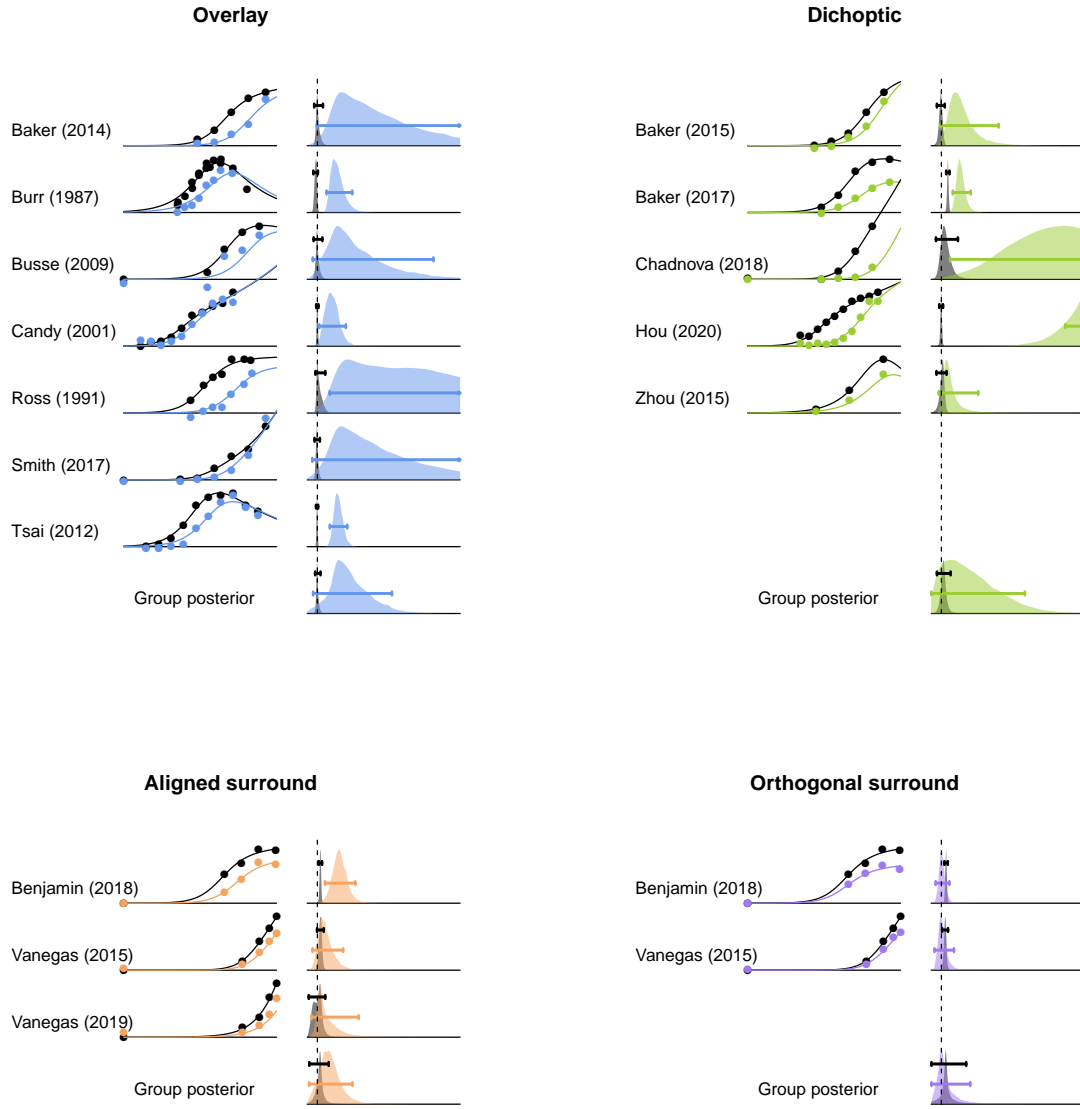 Overlay
Baker (2014)
Burr (1987)
Busse (2009)
Candy (2001)
Ross (1991)
Smith (2017)
Tsai (2012)
Group posterior
Dichoptic
Baker (2015)
Baker (2017)
Chadnova (2018)
Hou (2020)
Zhou (2015)
Group posterior
Aligned surround
Benjamin (2018)
Vanegas (2015)
Vanegas (2019)
Group posterior
Orthogonal surround
Benjamin (2018)
Vanegas (2015)
Group posterior